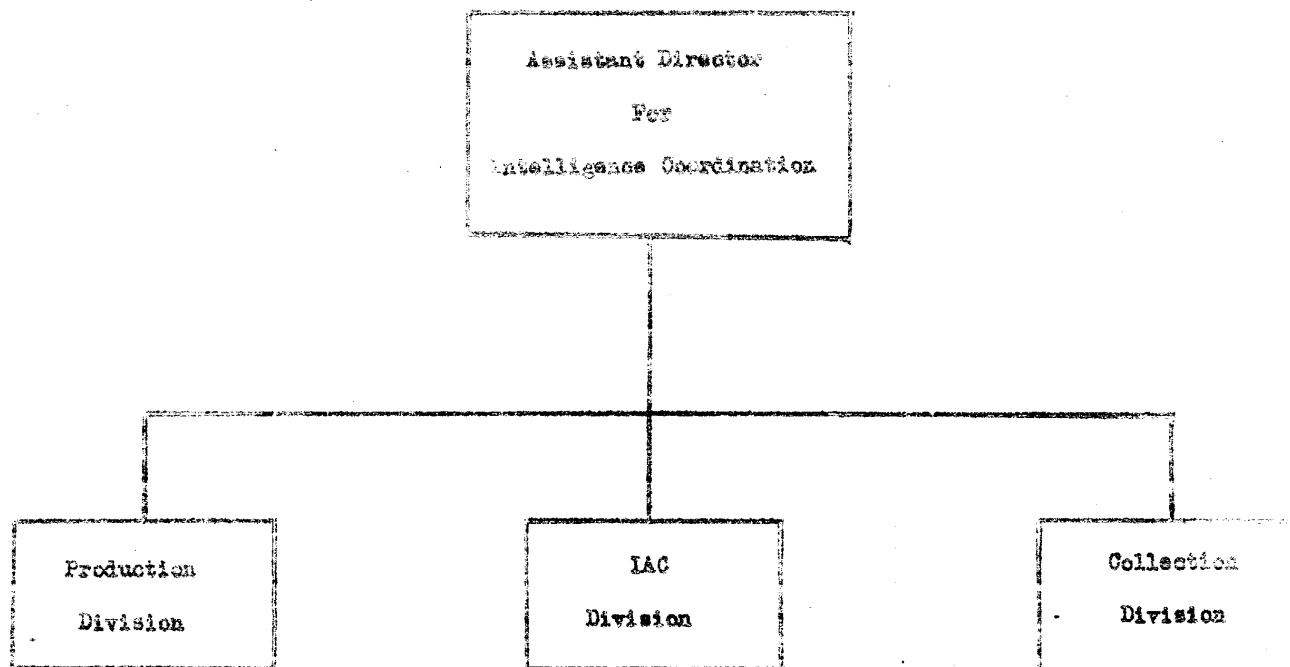 Assistant Director
For
Intelligence Coordination
Production
Division
IAC
Division
Collection
Division